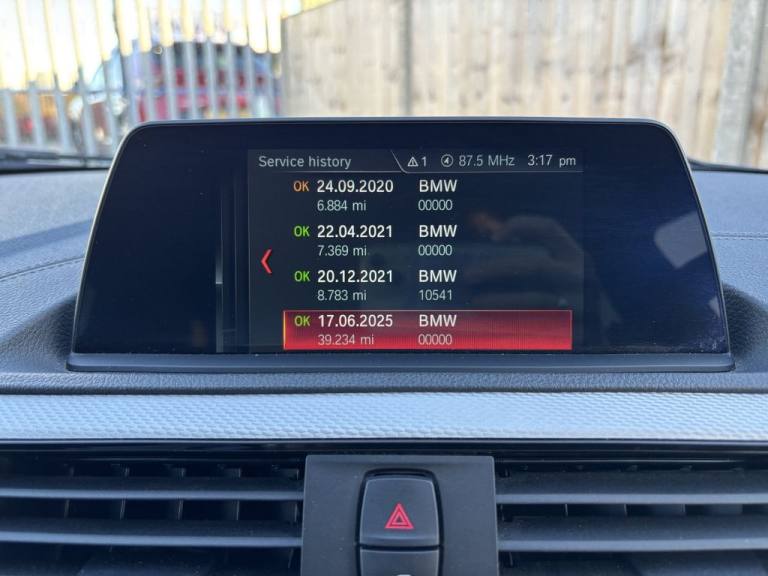 Service history 1 87.5 MHz 3:17 pm
OK 24.09.2020 BMW
6.884 mi 00000
OK 22.04.2021 BMW
7.369 mi 00000
OK 20.12.2021 BMW
8.783 mi 10541
OK 17.06.2025 BMW
39.234 mi 00000